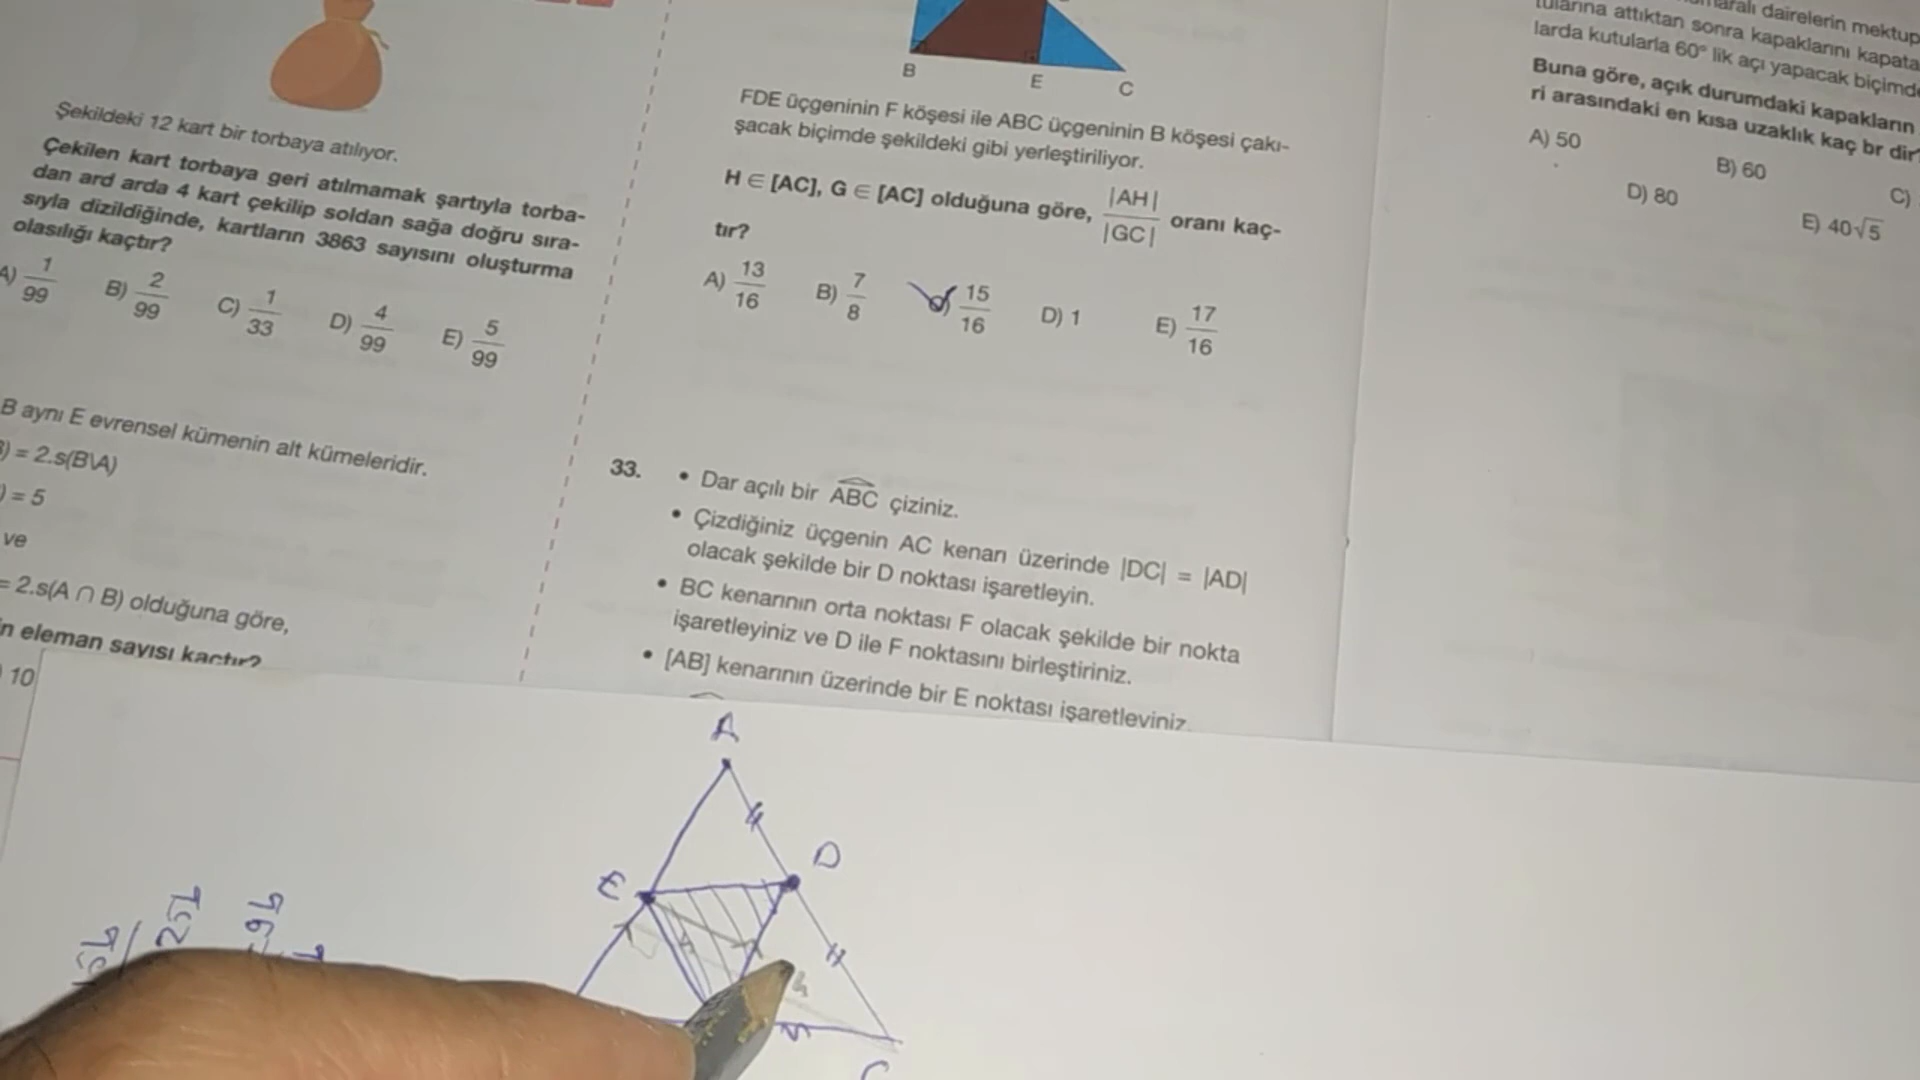 Şekildeki 12 kart bir torbaya atılıyor.
Çekilen kart torbaya geri atılmamak şartıyla torba-
dan ard arda 4 kart çekilip soldan sağa doğru sıra-
sıyla dizildiğinde, kartların 3863 sayısını oluşturma
olasılığı kaçtır?
A) 1/99 B) 2/99 C) 1/33 D) 4/99 E) 5/99
B aynı E evrensel kümenin alt kümeleridir.
) = 2.s(B\A)
) = 5
ve
= 2.s(A ∩ B) olduğuna göre,
n eleman sayısı kaçtır?
10
B E C
FDE üçgeninin F köşesi ile ABC üçgeninin B köşesi çakı-
şacak biçimde şekildeki gibi yerleştiriliyor.
H ∈ [AC], G ∈ [AC] olduğuna göre, |AH|/|GC| oranı kaç-
tır?
A) 13/16 B) 7/8 15/16 D) 1 E) 17/16
33. • Dar açılı bir ABC çiziniz.
• Çizdiğiniz üçgenin AC kenarı üzerinde |DC| = |AD|
olacak şekilde bir D noktası işaretleyin.
• BC kenarının orta noktası F olacak şekilde bir nokta
işaretleyiniz ve D ile F noktasını birleştiriniz.
• [AB] kenarının üzerinde bir E noktası işaretleyiniz.
A
D
E
h
C
dairelerin mektup
attıktan sonra kapaklarını kapata
larda kutularla 60° lik açı yapacak biçimde
Buna göre, açık durumdaki kapakların
ri arasındaki en kısa uzaklık kaç br dir?
A) 50 B) 60 C)
D) 80 E) 40√5